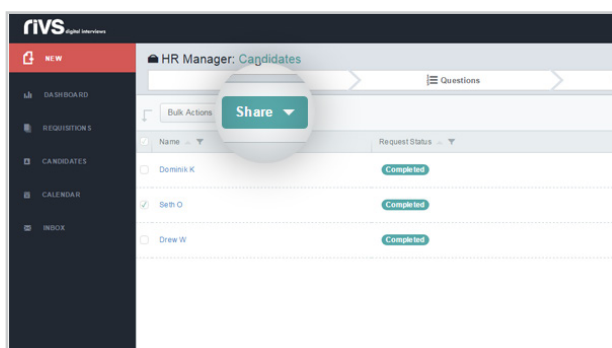 rivs digital interviews
NEW
HR Manager: Candidates
Questions
DASHBOARD
Bulk Actions
Share
REQUISITIONS
Name
Request Status
CANDIDATES
Dominik K
Completed
CALENDAR
Seth O
Completed
INBOX
Drew W
Completed